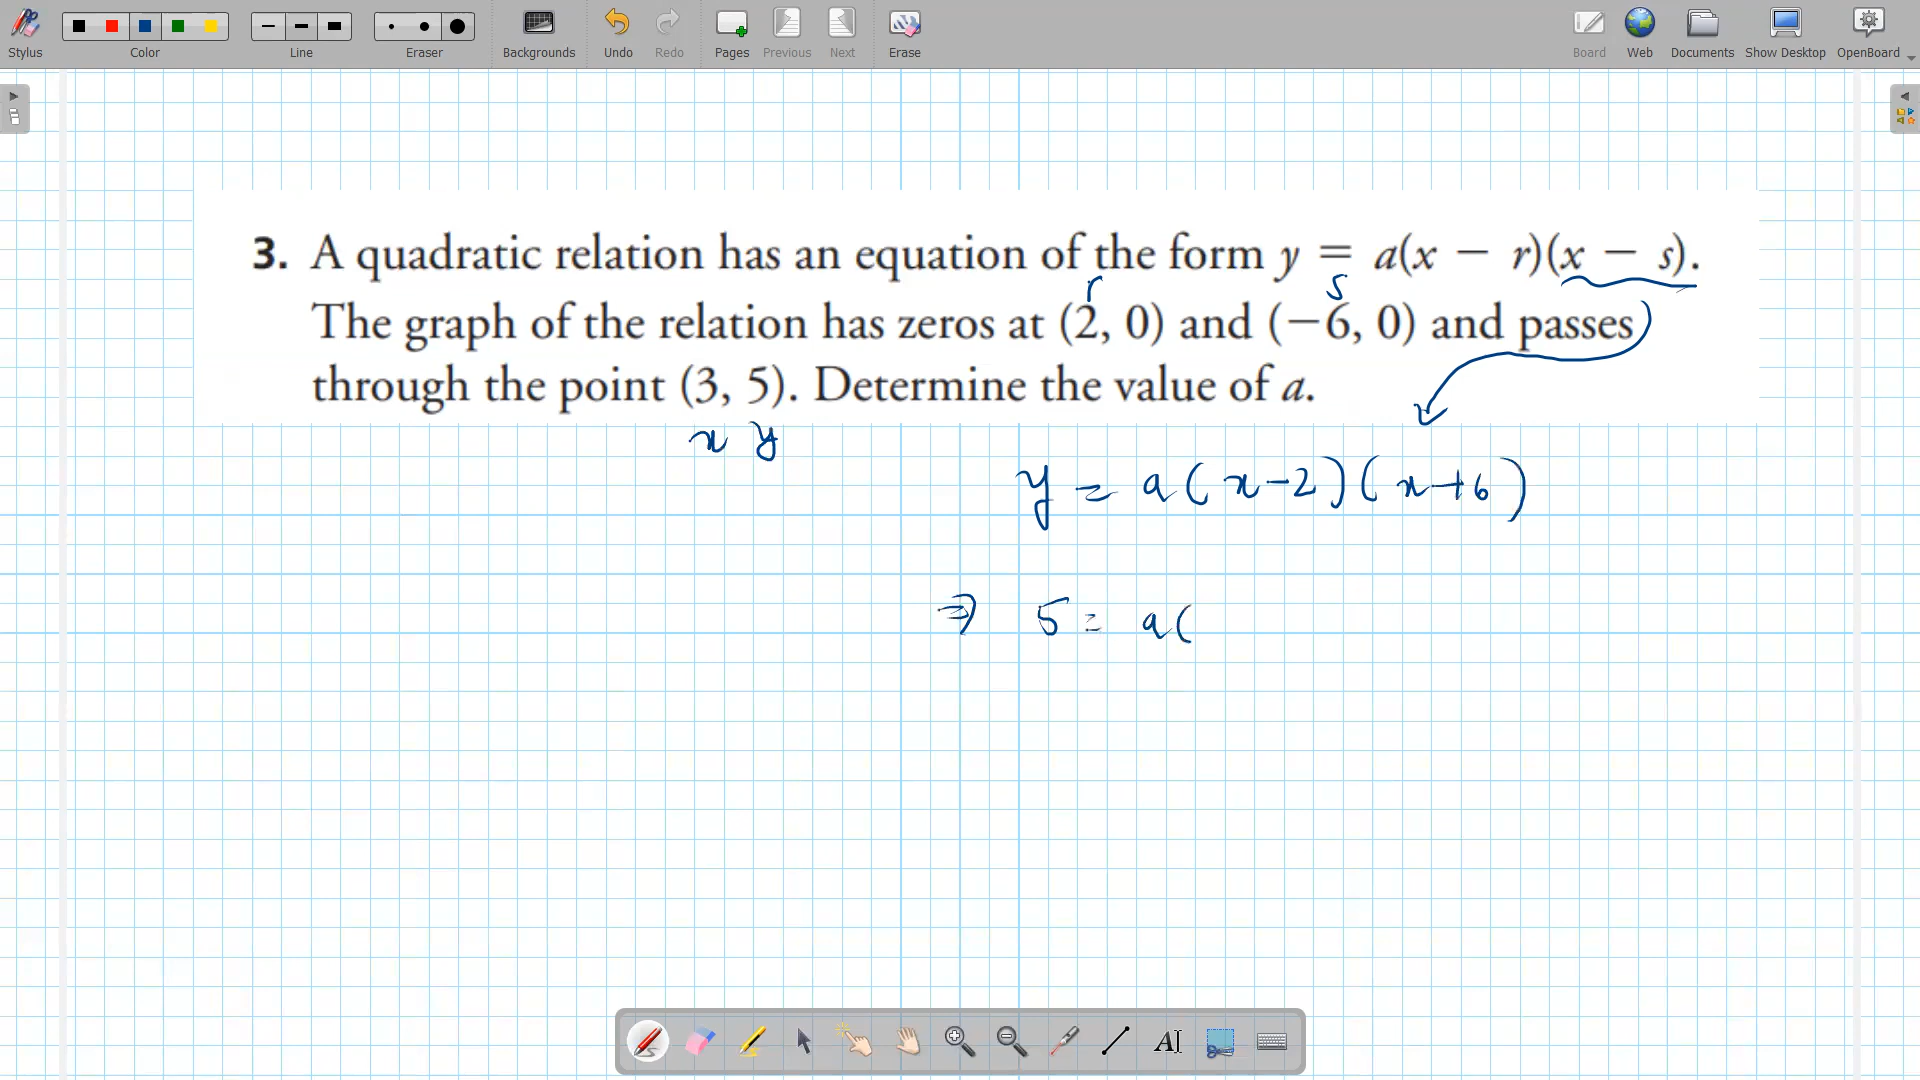 Stylus Color Line Eraser Backgrounds Undo Redo Pages Previous Next Erase Board Web Documents Show Desktop OpenBoard
3. A quadratic relation has an equation of the form y = a(x − r)(x − s).
r s
The graph of the relation has zeros at (2, 0) and (−6, 0) and passes
through the point (3, 5). Determine the value of a.
x y
y = a(x-2)(x+6)
⇒ 5 = a(
AI